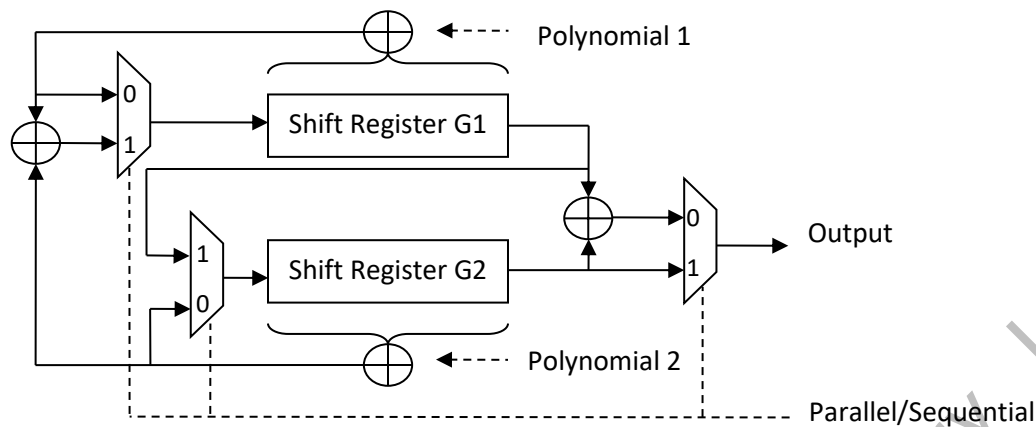 Polynomial 1
0
Shift Register G1
1
0
Output
1
Shift Register G2
1
0
Polynomial 2
Parallel/Sequential